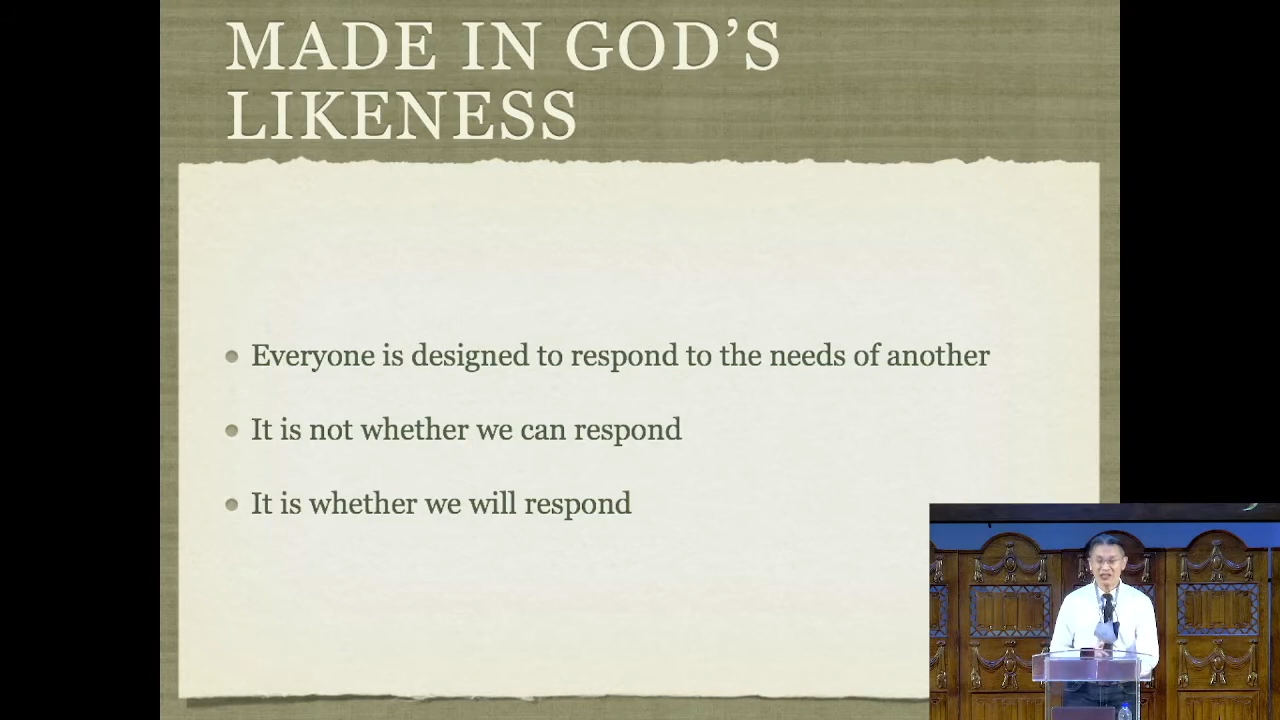 MADE IN GOD’S
LIKENESS
Everyone is designed to respond to the needs of another
It is not whether we can respond
It is whether we will respond